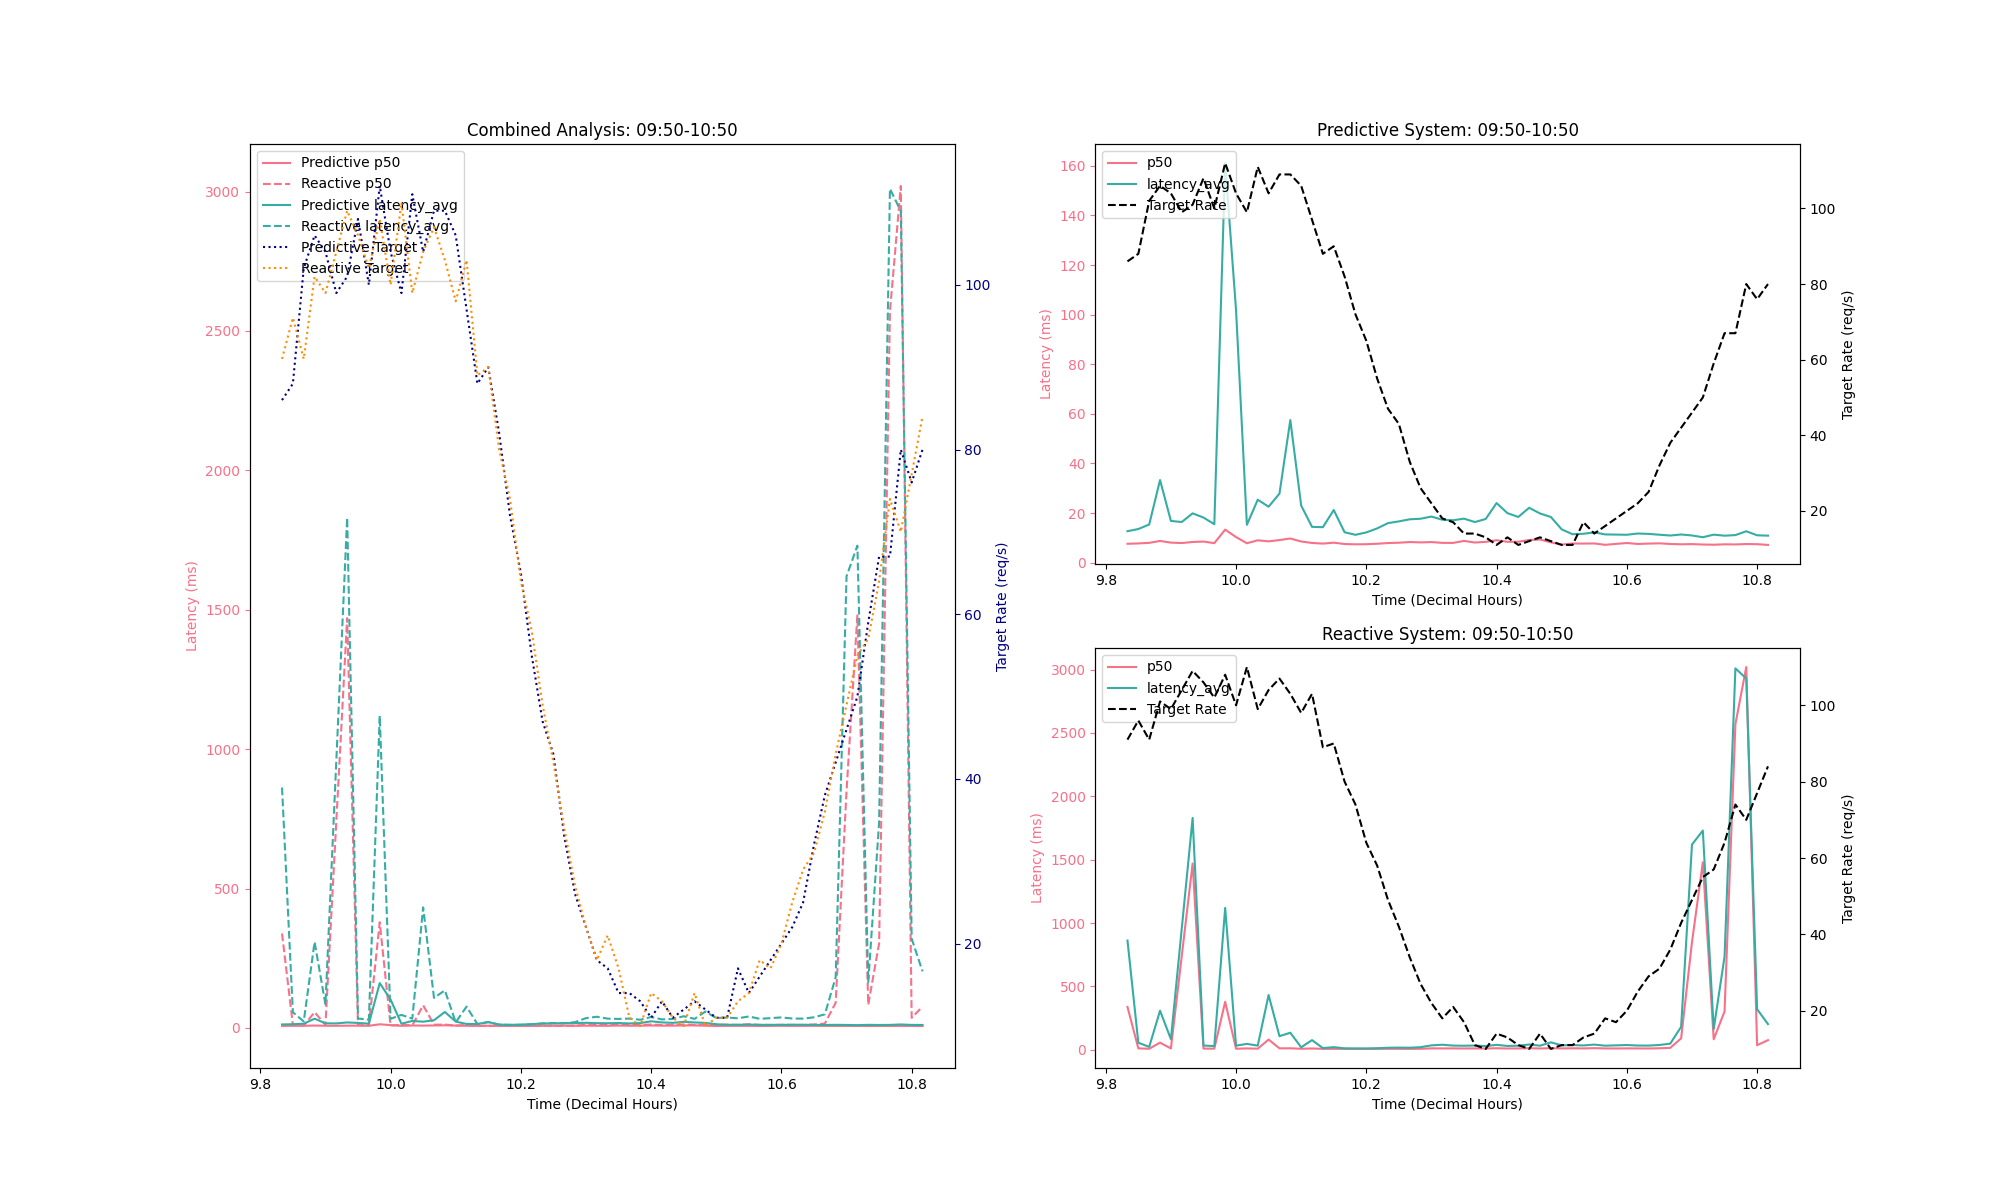 Combined Analysis: 09:50-10:50
Predictive p50
Reactive p50
Predictive latency_avg
Reactive latency_avg
Predictive Target
Reactive Target
3000
2500
2000
1500
1000
500
0
Latency (ms)
100
80
60
40
20
Target Rate (req/s)
9.8 10.0 10.2 10.4 10.6 10.8
Time (Decimal Hours)
Predictive System: 09:50-10:50
p50
latency_avg
Target Rate
160
140
120
100
80
60
40
20
0
Latency (ms)
100
80
60
40
20
Target Rate (req/s)
9.8 10.0 10.2 10.4 10.6 10.8
Time (Decimal Hours)
Reactive System: 09:50-10:50
p50
latency_avg
Target Rate
3000
2500
2000
1500
1000
500
0
Latency (ms)
100
80
60
40
20
Target Rate (req/s)
9.8 10.0 10.2 10.4 10.6 10.8
Time (Decimal Hours)